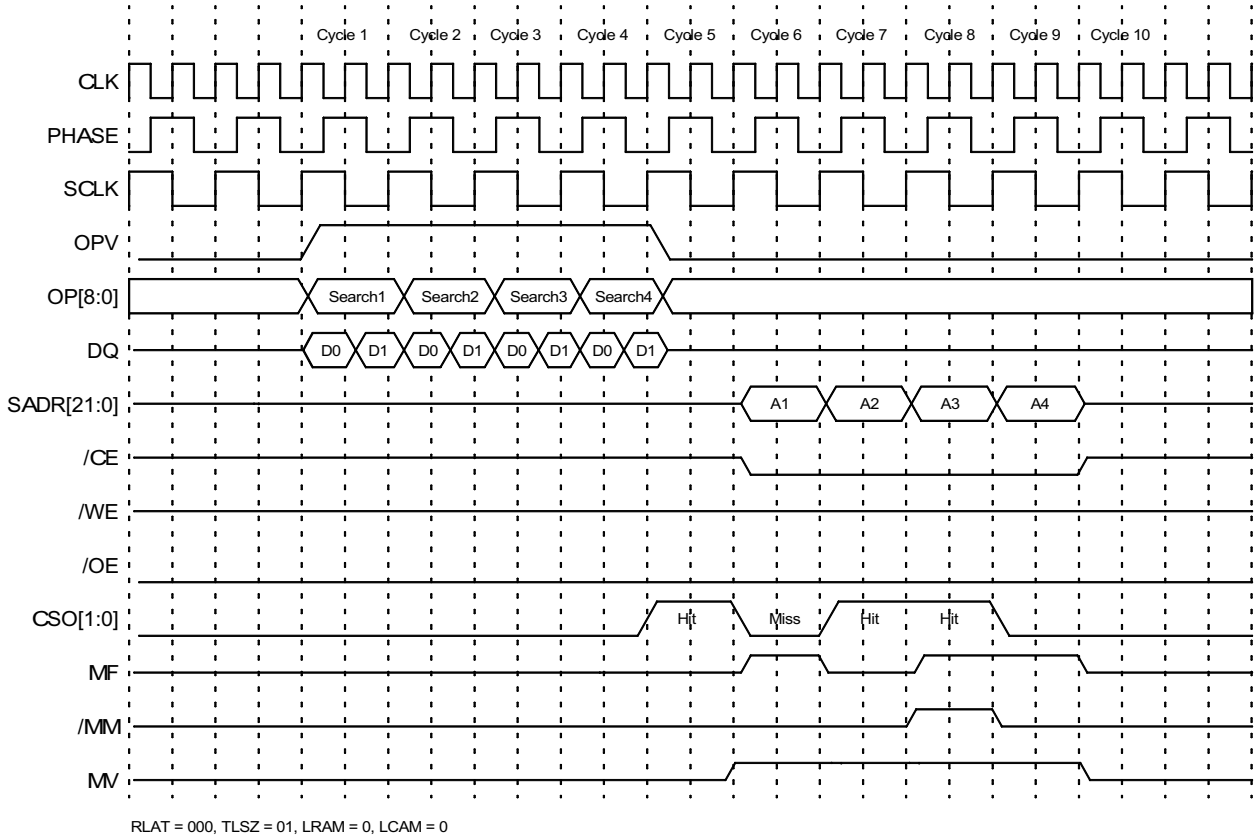 Cycle 1 Cycle 2 Cycle 3 Cycle 4 Cycle 5 Cycle 6 Cycle 7 Cycle 8 Cycle 9 Cycle 10
CLK
PHASE
SCLK
OPV
OP[8:0] Search1 Search2 Search3 Search4
DQ D0 D1 D0 D1 D0 D1 D0 D1
SADR[21:0] A1 A2 A3 A4
/CE
/WE
/OE
CSO[1:0] Hit Miss Hit Hit
MF
/MM
MV
RLAT = 000, TLSZ = 01, LRAM = 0, LCAM = 0